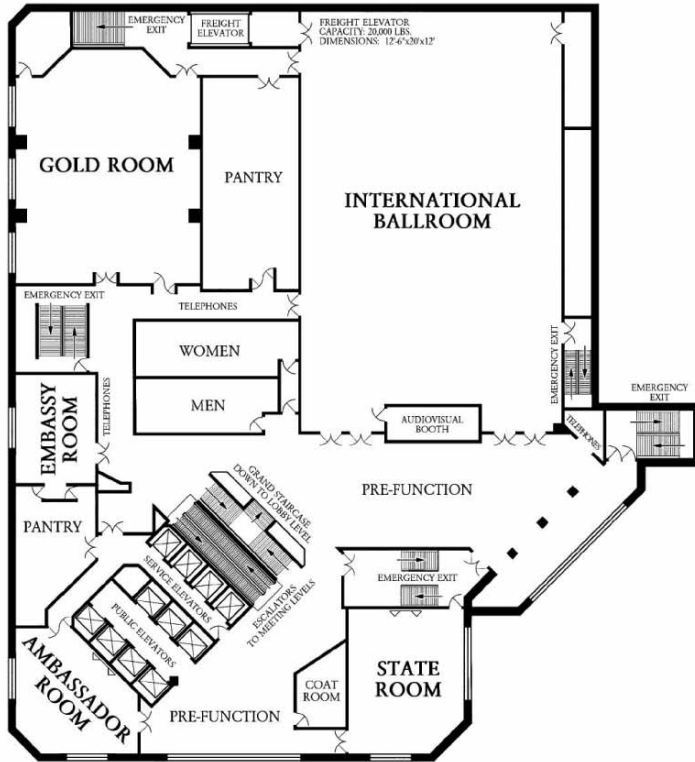 EMERGENCY
EXIT
FREIGHT
ELEVATOR
FREIGHT ELEVATOR
CAPACITY: 20,000 LBS.
DIMENSIONS: 12'-6"x20'x12'
GOLD ROOM
PANTRY
INTERNATIONAL
BALLROOM
EMERGENCY EXIT
TELEPHONES
WOMEN
MEN
EMERGENCY EXIT
EMERGENCY
EXIT
EMBASSY
ROOM
TELEPHONES
AUDIOVISUAL
BOOTH
TELEPHONES
GRAND STAIRCASE
DOWN TO LOBBY LEVEL
PRE-FUNCTION
PANTRY
SERVICE ELEVATORS
EMERGENCY EXIT
PUBLIC ELEVATORS
ESCALATORS
TO MEETING LEVELS
AMBASSADOR
ROOM
COAT
ROOM
STATE
ROOM
PRE-FUNCTION